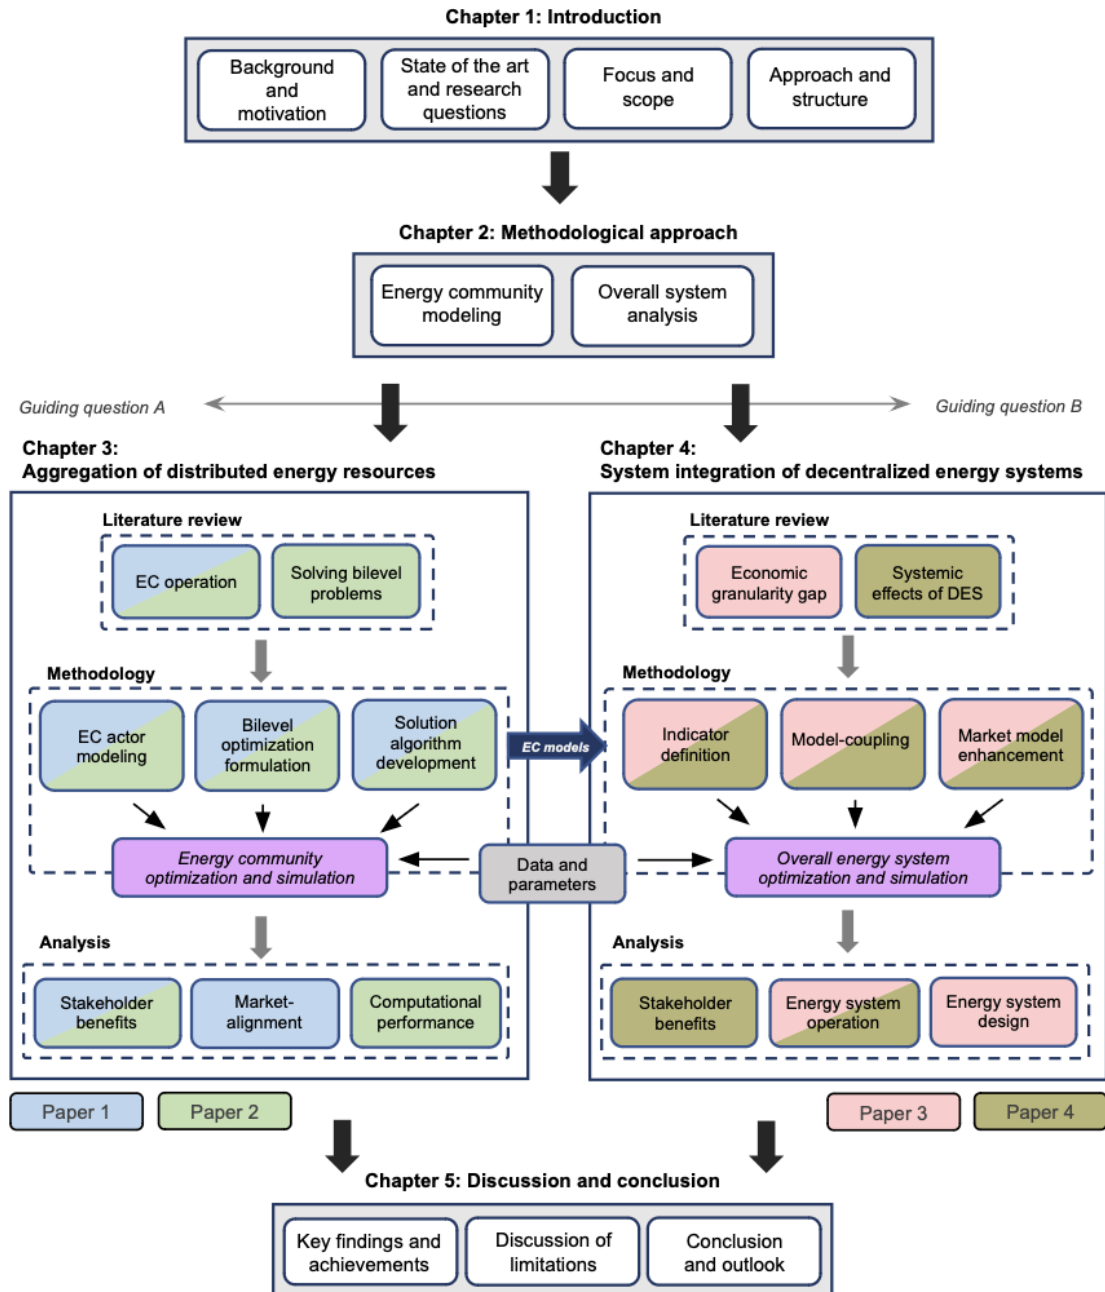 Chapter 1: Introduction
Background
and
motivation
State of the art
and research
questions
Focus and
scope
Approach and
structure
Chapter 2: Methodological approach
Energy community
modeling
Overall system
analysis
Guiding question A
Guiding question B
Chapter 3:
Aggregation of distributed energy resources
Literature review
EC operation
Solving bilevel
problems
Methodology
EC actor
modeling
Bilevel
optimization
formulation
Solution
algorithm
development
EC models
Energy community
optimization and simulation
Data and
parameters
Analysis
Stakeholder
benefits
Market-
alignment
Computational
performance
Paper 1
Paper 2
Chapter 4:
System integration of decentralized energy systems
Literature review
Economic
granularity gap
Systemic
effects of DES
Methodology
Indicator
definition
Model-coupling
Market model
enhancement
Overall energy system
optimization and simulation
Analysis
Stakeholder
benefits
Energy system
operation
Energy system
design
Paper 3
Paper 4
Chapter 5: Discussion and conclusion
Key findings and
achievements
Discussion of
limitations
Conclusion
and outlook